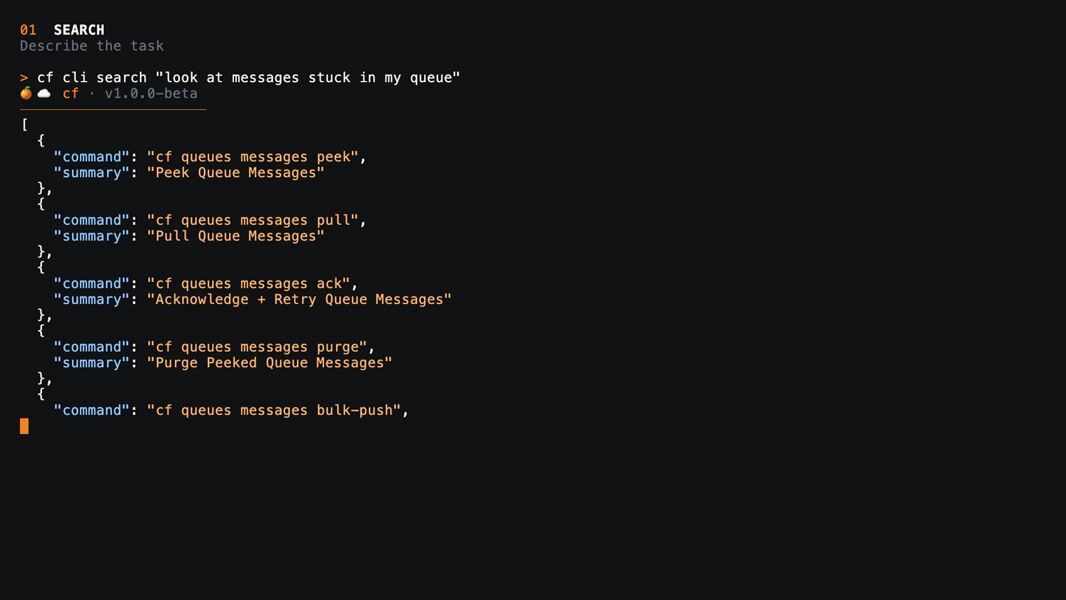 01 SEARCH
Describe the task
> cf cli search "look at messages stuck in my queue"
🍊☁️ cf · v1.0.0-beta
[
  {
    "command": "cf queues messages peek",
    "summary": "Peek Queue Messages"
  },
  {
    "command": "cf queues messages pull",
    "summary": "Pull Queue Messages"
  },
  {
    "command": "cf queues messages ack",
    "summary": "Acknowledge + Retry Queue Messages"
  },
  {
    "command": "cf queues messages purge",
    "summary": "Purge Peeked Queue Messages"
  },
  {
    "command": "cf queues messages bulk-push",